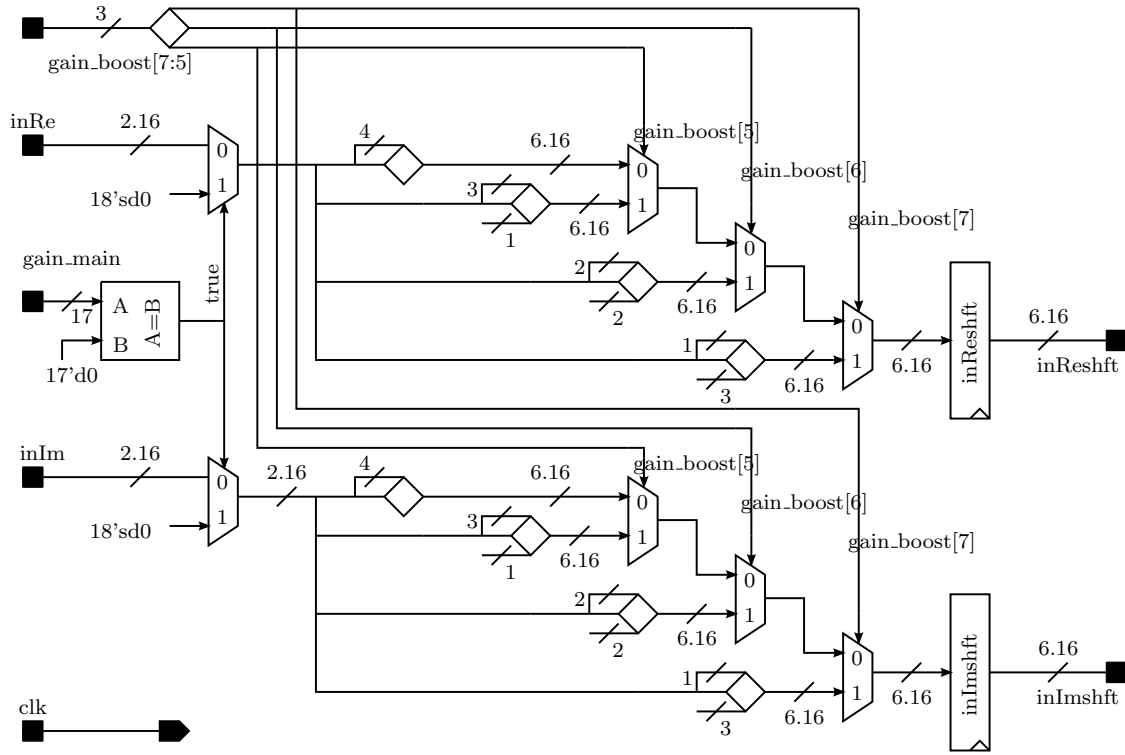 3
gain_boost[7:5]
inRe
2.16
0
1
18'sd0
4
6.16
gain_boost[5]
0
1
3
1
6.16
gain_boost[6]
0
1
2
2
6.16
gain_boost[7]
0
1
1
3
6.16
6.16
inReshft
6.16
inReshft
gain_main
17
A
B
A=B
17'd0
true
inIm
2.16
0
1
18'sd0
2.16
4
6.16
gain_boost[5]
0
1
3
1
6.16
gain_boost[6]
0
1
2
2
6.16
gain_boost[7]
0
1
1
3
6.16
6.16
inImshft
6.16
inImshft
clk